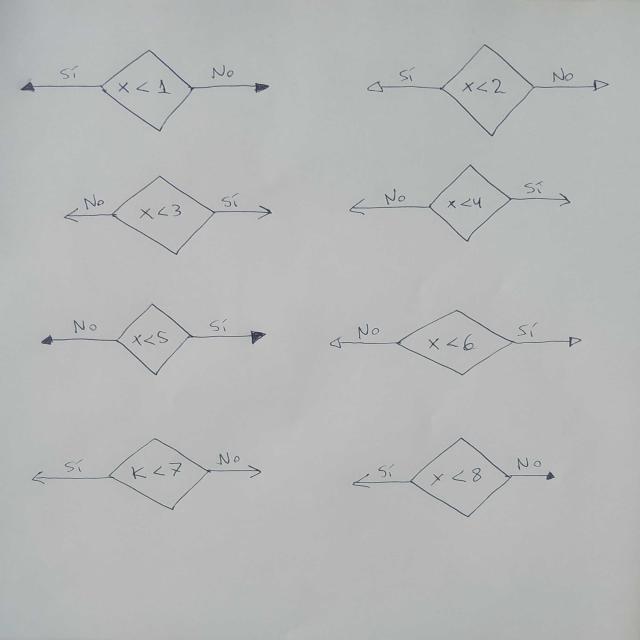 Sí x < 1 No
Sí x<2 No
No x<3 Sí
No x<4 Sí
No x<5 Sí
No x<6 Sí
Sí K<7 No
Sí x<8 No